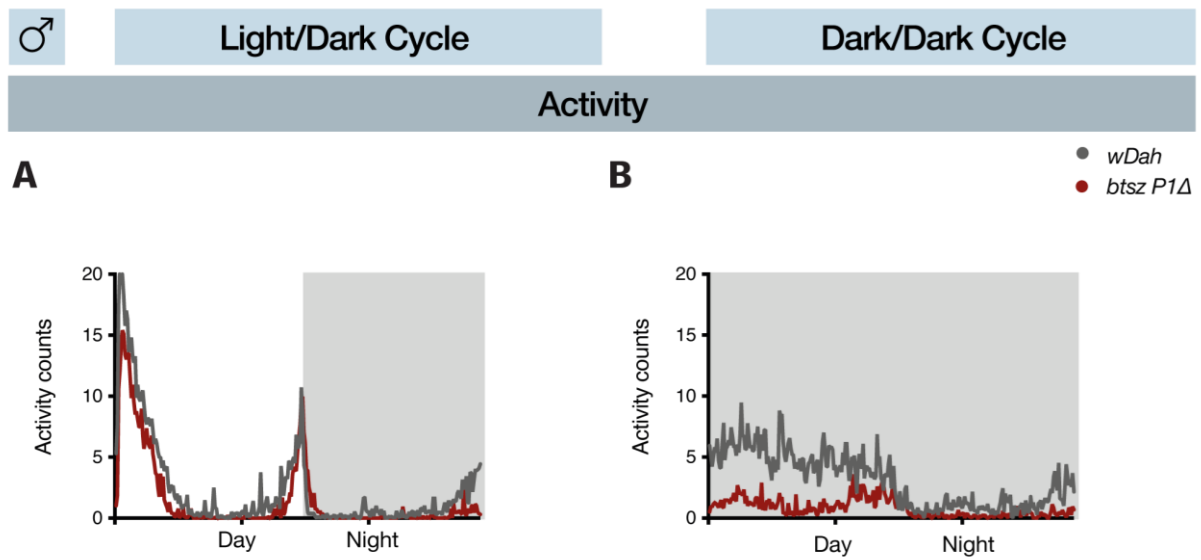 ♂ Light/Dark Cycle Dark/Dark Cycle
Activity
A B
wDah
btsz P1Δ
Activity counts
20
15
10
5
0
Day Night
Activity counts
20
15
10
5
0
Day Night